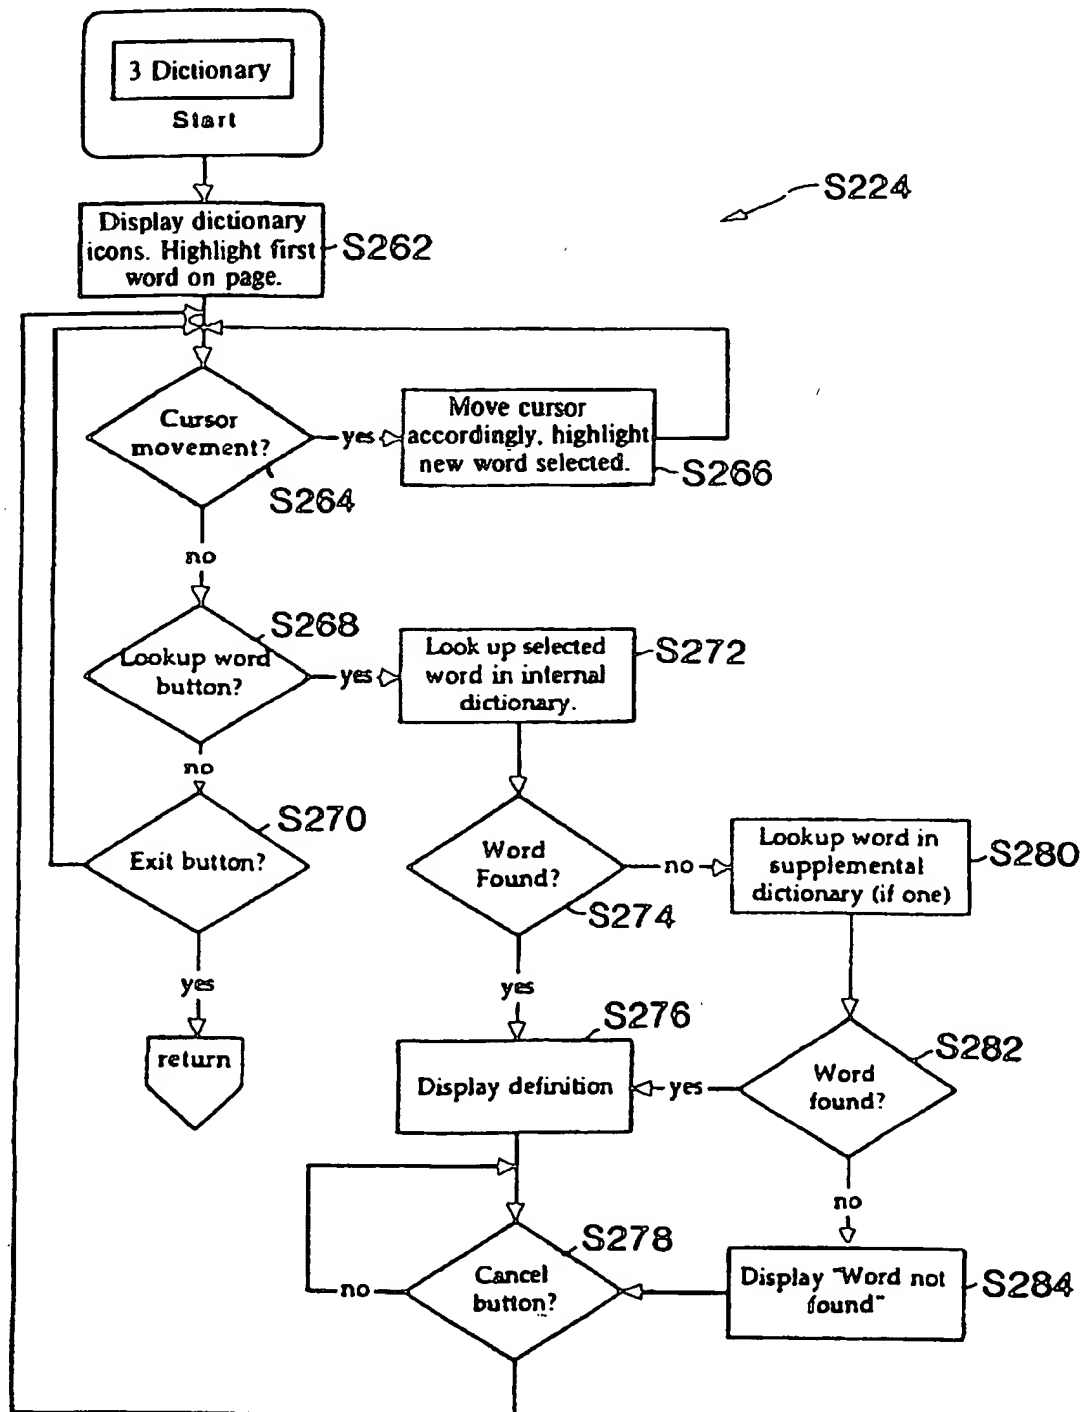 3 Dictionary
Start
S224
Display dictionary
icons. Highlight first
word on page.
S262
Cursor
movement?
S264
yes
Move cursor
accordingly, highlight
new word selected.
S266
no
Lookup word
button?
S268
yes
Look up selected
word in internal
dictionary.
S272
no
Exit button?
S270
Word
Found?
S274
no
Lookup word in
supplemental
dictionary (if one)
S280
yes
return
yes
S276
Display definition
yes
Word
found?
S282
no
Cancel
button?
S278
no
Display "Word not
found"
S284